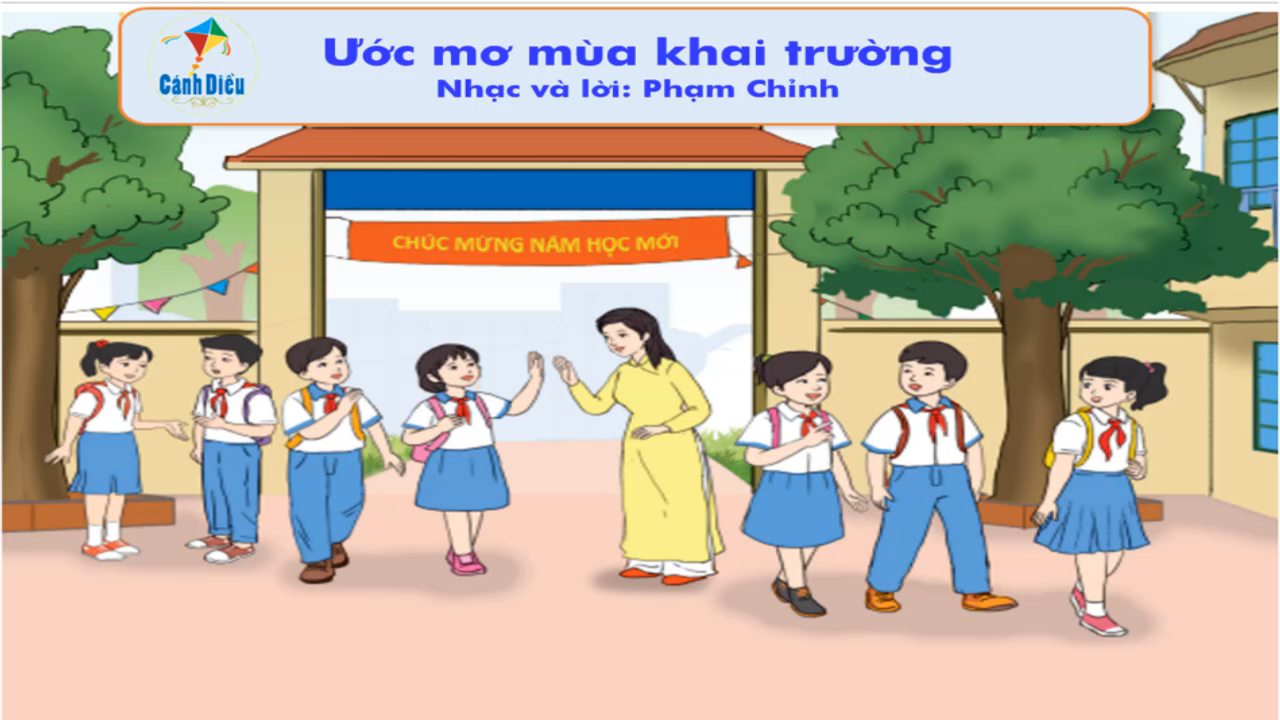 Cánh Diều
Ước mơ mùa khai trường
Nhạc và lời: Phạm Chỉnh
CHÚC MỪNG NĂM HỌC MỚI